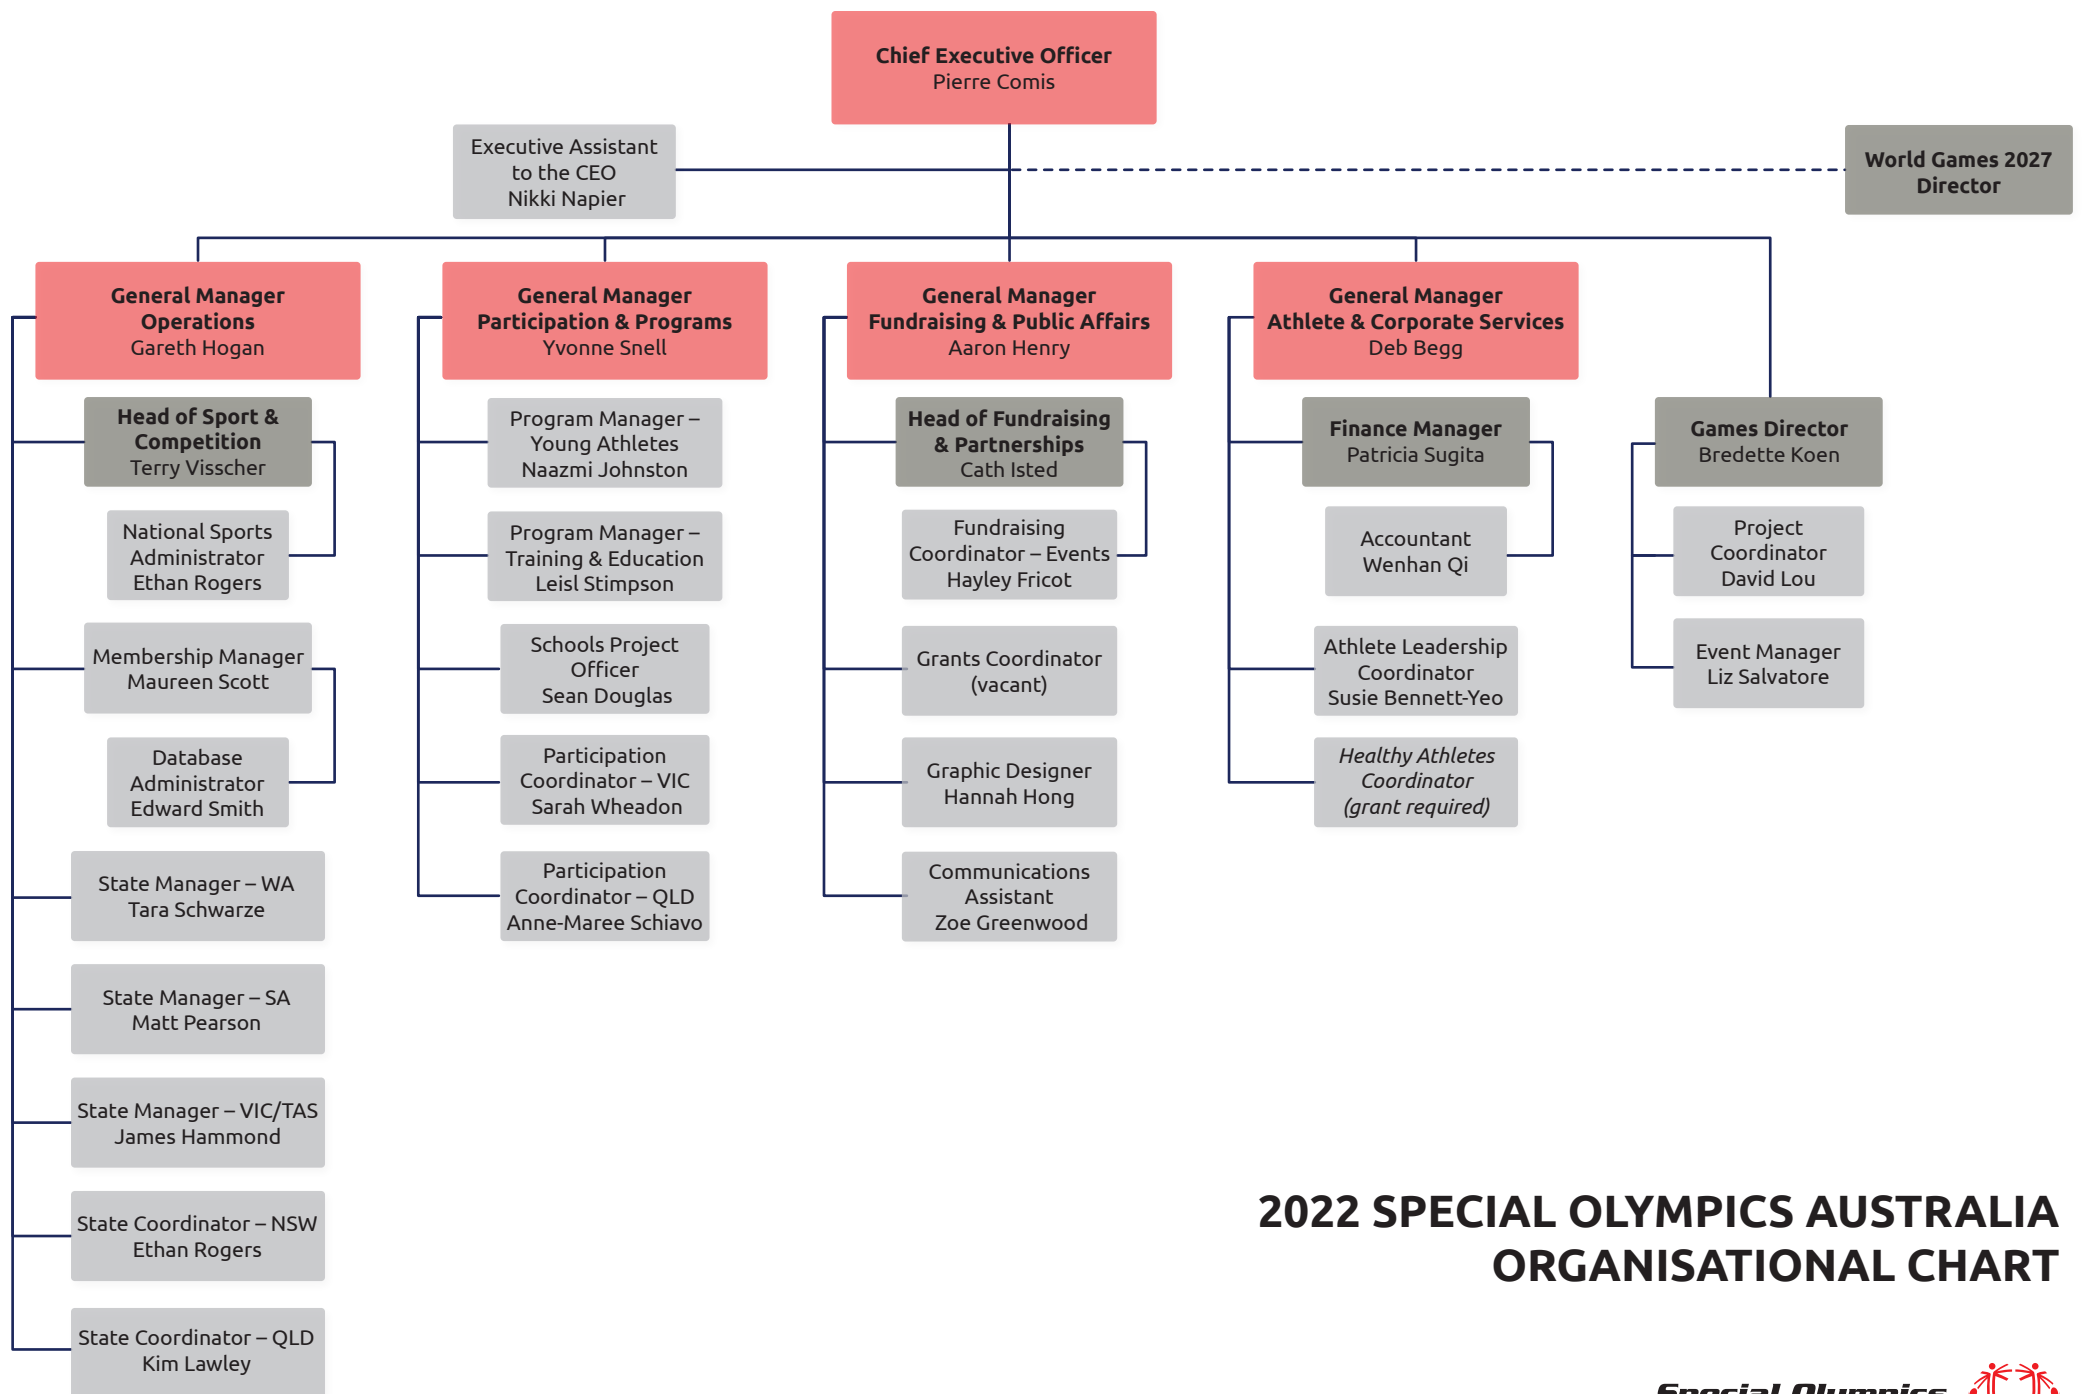 Chief Executive Officer
Pierre Comis
Executive Assistant
to the CEO
Nikki Napier
World Games 2027
Director
General Manager
Operations
Gareth Hogan
General Manager
Participation & Programs
Yvonne Snell
General Manager
Fundraising & Public Affairs
Aaron Henry
General Manager
Athlete & Corporate Services
Deb Begg
Head of Sport &
Competition
Terry Visscher
National Sports
Administrator
Ethan Rogers
Membership Manager
Maureen Scott
Database
Administrator
Edward Smith
State Manager – WA
Tara Schwarze
State Manager – SA
Matt Pearson
State Manager – VIC/TAS
James Hammond
State Coordinator – NSW
Ethan Rogers
State Coordinator – QLD
Kim Lawley
Program Manager –
Young Athletes
Naazmi Johnston
Program Manager –
Training & Education
Leisl Stimpson
Schools Project
Officer
Sean Douglas
Participation
Coordinator – VIC
Sarah Wheadon
Participation
Coordinator – QLD
Anne-Maree Schiavo
Head of Fundraising
& Partnerships
Cath Isted
Fundraising
Coordinator – Events
Hayley Fricot
Grants Coordinator
(vacant)
Graphic Designer
Hannah Hong
Communications
Assistant
Zoe Greenwood
Finance Manager
Patricia Sugita
Accountant
Wenhan Qi
Athlete Leadership
Coordinator
Susie Bennett-Yeo
Healthy Athletes
Coordinator
(grant required)
Games Director
Bredette Koen
Project
Coordinator
David Lou
Event Manager
Liz Salvatore
2022 SPECIAL OLYMPICS AUSTRALIA
ORGANISATIONAL CHART
Special Olympics